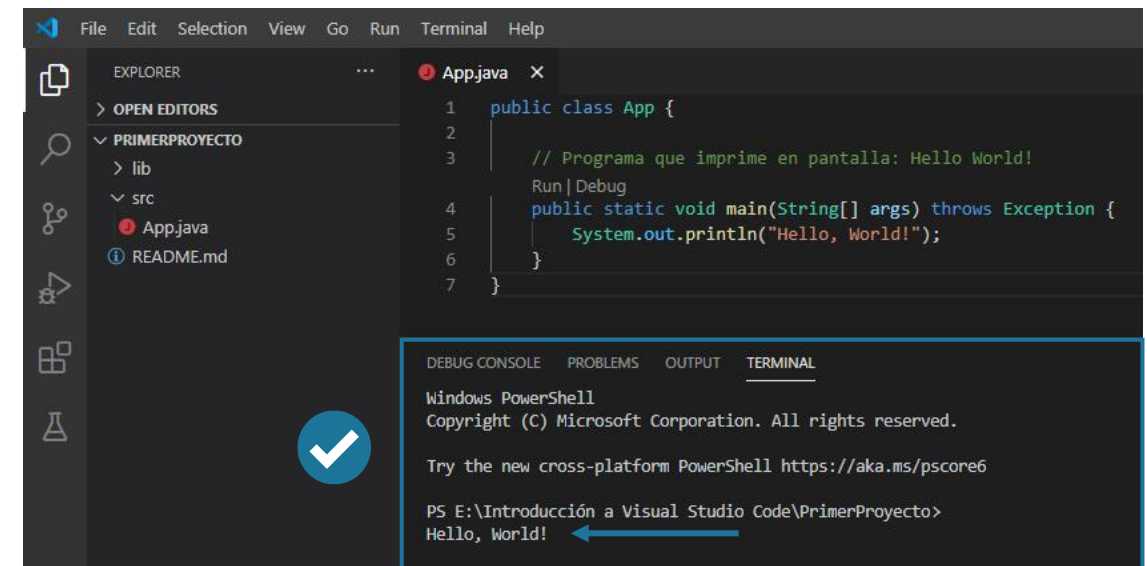 File Edit Selection View Go Run Terminal Help
EXPLORER ...
> OPEN EDITORS
PRIMERPROYECTO
> lib
src
App.java
README.md
App.java ×
1 public class App {
2
3 // Programa que imprime en pantalla: Hello World!
Run | Debug
4 public static void main(String[] args) throws Exception {
5 System.out.println("Hello, World!");
6 }
7 }
DEBUG CONSOLE PROBLEMS OUTPUT TERMINAL
Windows PowerShell
Copyright (C) Microsoft Corporation. All rights reserved.
Try the new cross-platform PowerShell https://aka.ms/pscore6
PS E:\Introducción a Visual Studio Code\PrimerProyecto>
Hello, World!